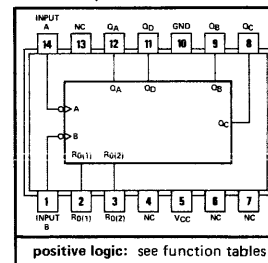 INPUT
A NC QA QD GND QB QC
14 13 12 11 10 9 8
QA QD QB
QC
A
B
R0(1) R0(2)
1 2 3 4 5 6 7
INPUT R0(1) R0(2) NC VCC NC NC
B
positive logic: see function tables